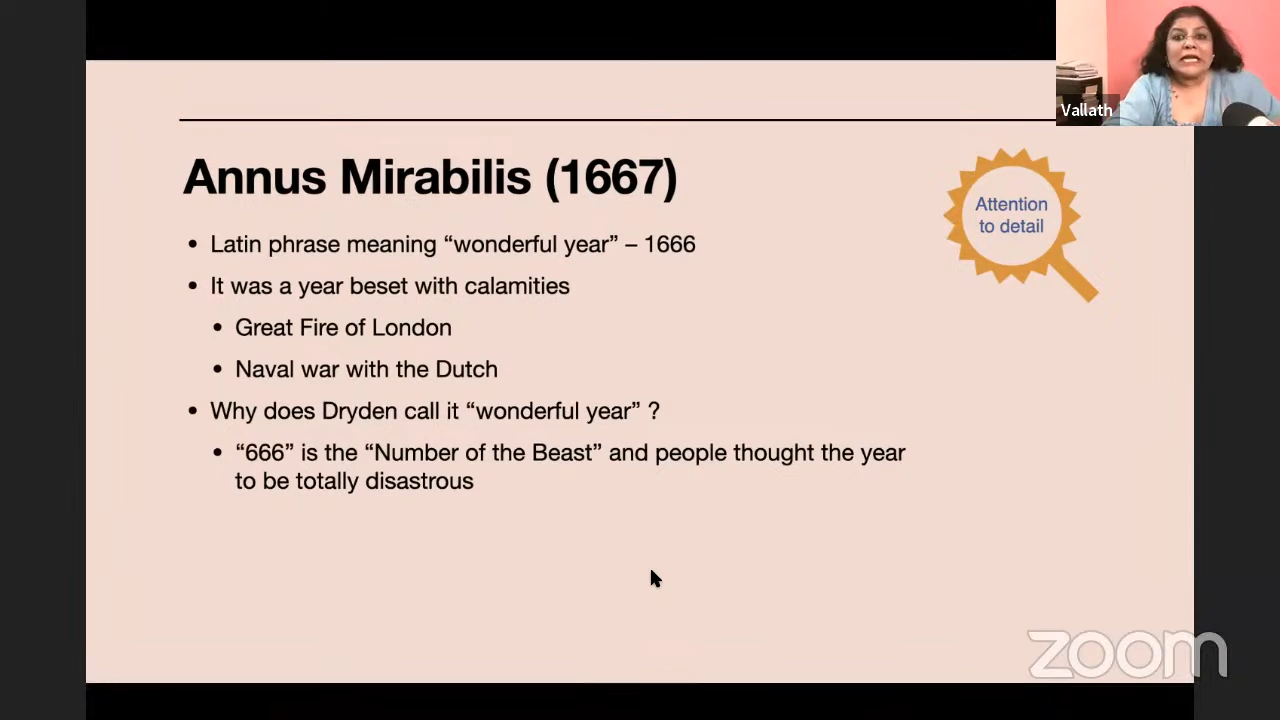 Vallath
Annus Mirabilis (1667)
Attention
to detail
• Latin phrase meaning “wonderful year” – 1666
• It was a year beset with calamities
• Great Fire of London
• Naval war with the Dutch
• Why does Dryden call it “wonderful year” ?
• “666” is the “Number of the Beast” and people thought the year
to be totally disastrous
zoom